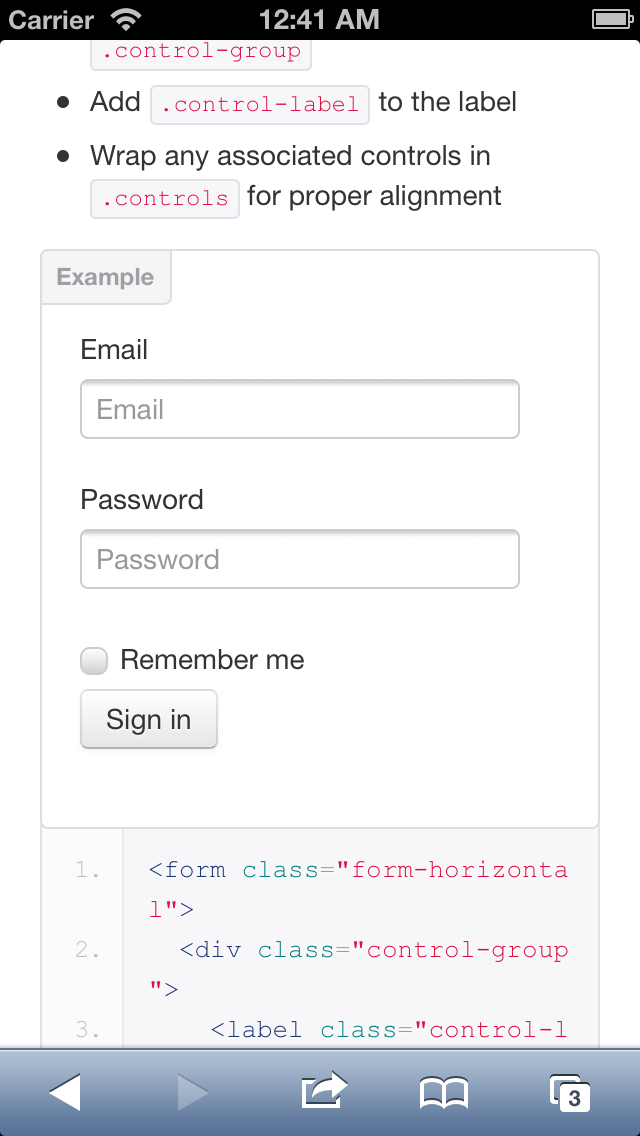 Carrier 12:41 AM
.control-group
Add .control-label to the label
Wrap any associated controls in
.controls for proper alignment
Example
Email
Email
Password
Password
Remember me
Sign in
1. <form class="form-horizonta
l">
2. <div class="control-group
">
3. <label class="control-l
3